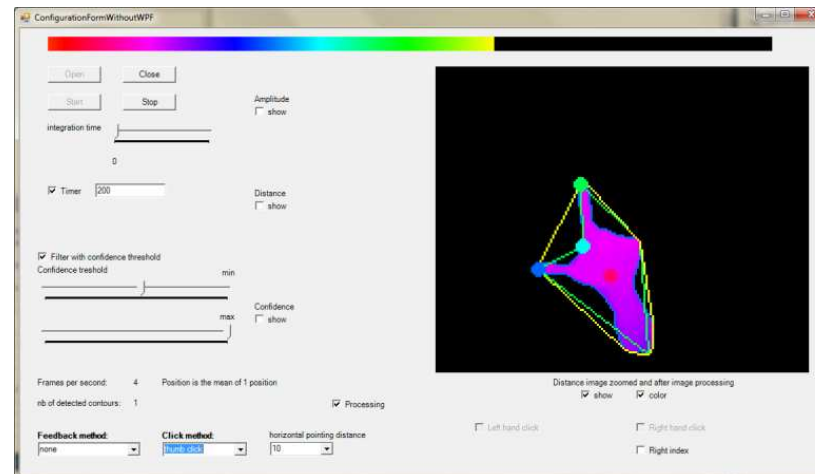 ConfigurationFormWithoutWPF
Open Close
Start Stop
Amplitude
show
integration time
0
Timer 200
Distance
show
Filter with confidence threshold
Confidence treshold
min
max
Confidence
show
Frames per second: 4 Position is the mean of 1 position
nb of detected contours: 1
Processing
Feedback method: Click method: horizontal pointing distance
none thumb click 10
Distance image zoomed and after image processing
show color
Left hand click Right hand click
Right index